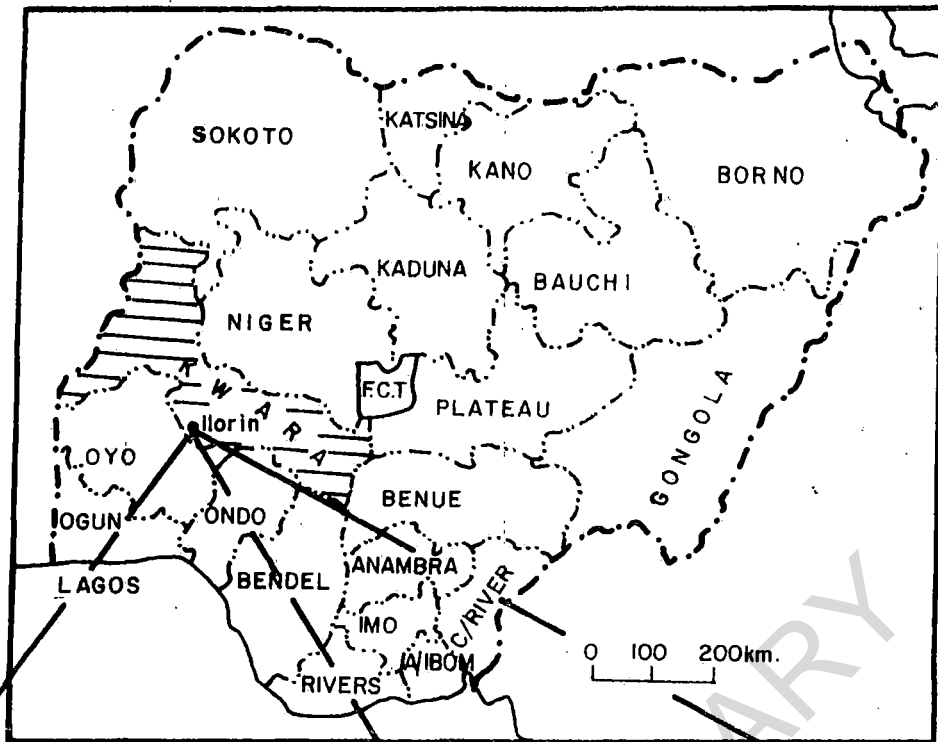 SOKOTO
KATSINA
KANO
BORNO
KADUNA
BAUCHI
NIGER
KWARA
F.C.T
PLATEAU
GONGOLA
Ilorin
OYO
BENUE
OGUN
ONDO
ANAMBRA
LAGOS
BENDEL
C/RIVER
IMO
A/IBOM
RIVERS
0 100 200km.
ARY